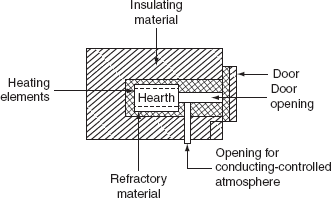 Insulating
material
Heating
elements
Hearth
Door
Door
opening
Refractory
material
Opening for
conducting-controlled
atmosphere